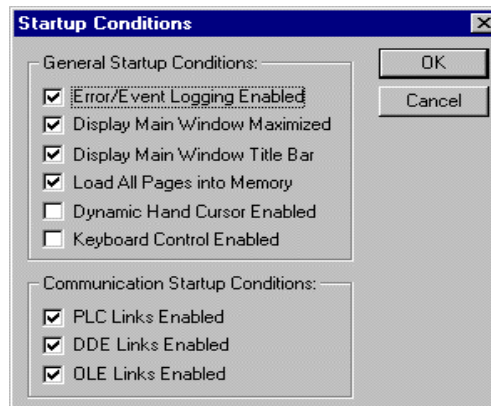 Startup Conditions
General Startup Conditions:
OK
Error/Event Logging Enabled
Cancel
Display Main Window Maximized
Display Main Window Title Bar
Load All Pages into Memory
Dynamic Hand Cursor Enabled
Keyboard Control Enabled
Communication Startup Conditions:
PLC Links Enabled
DDE Links Enabled
OLE Links Enabled